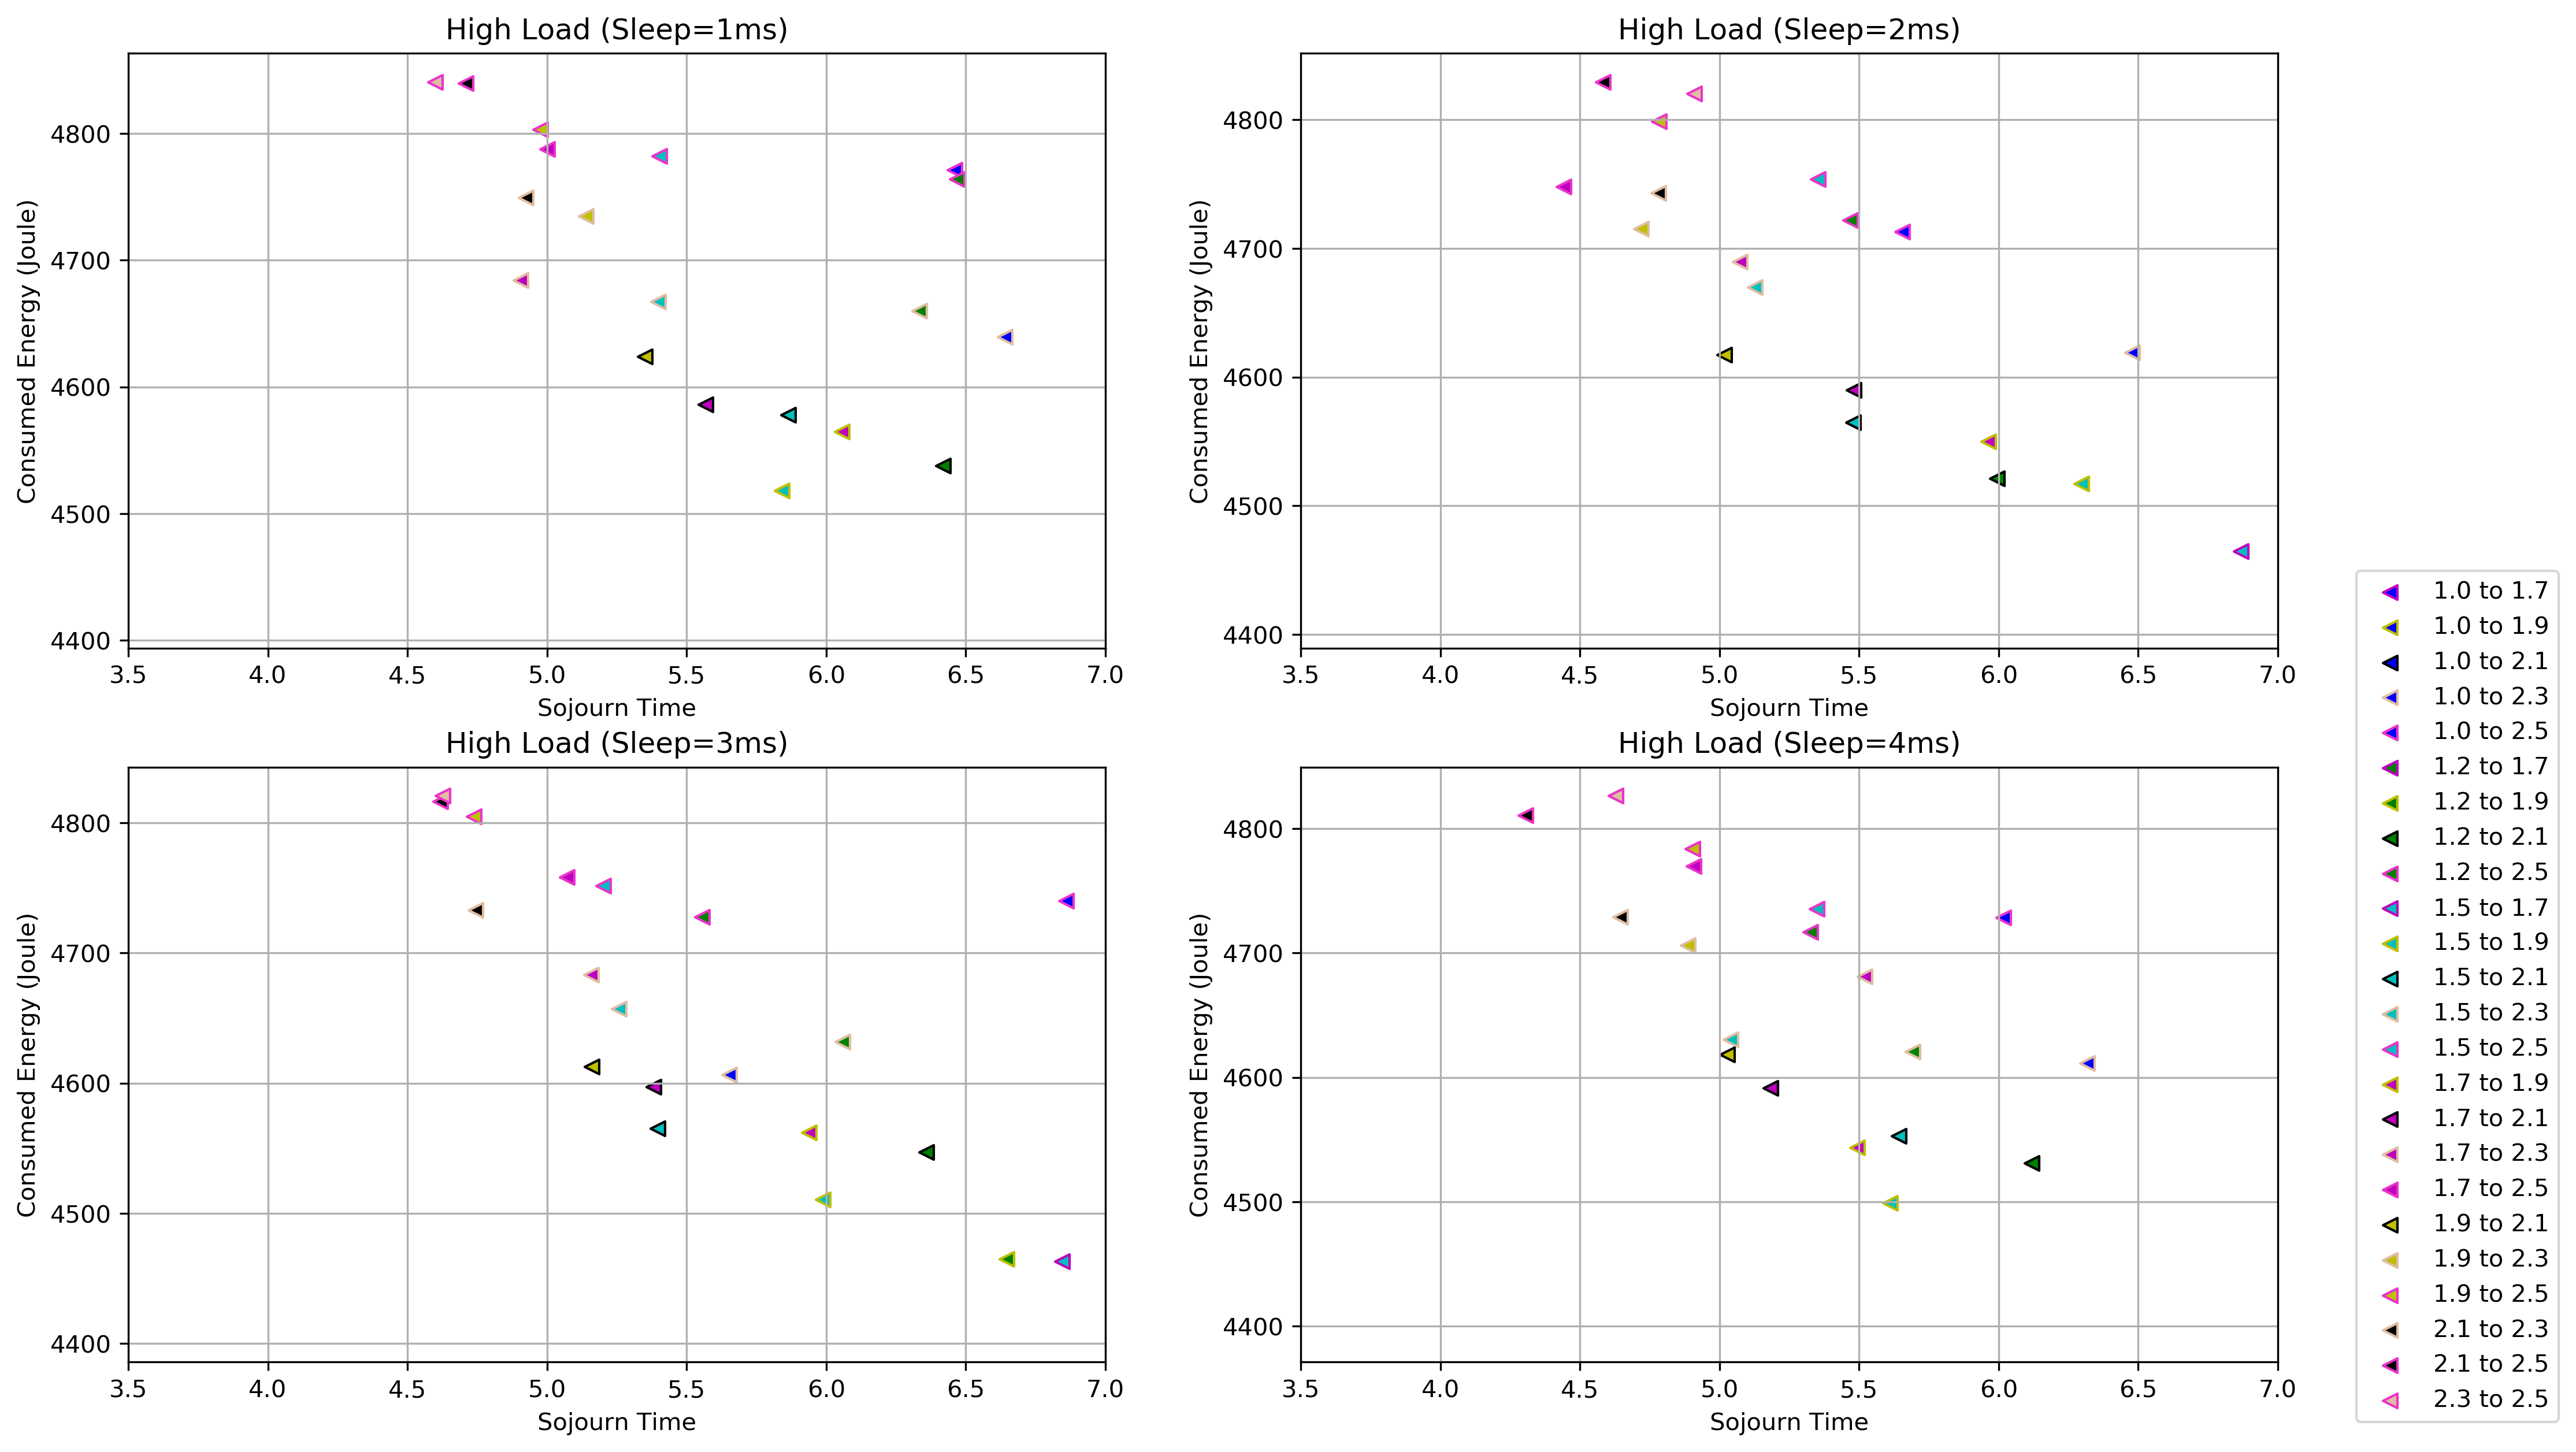 High Load (Sleep=1ms)
Consumed Energy (Joule)
4800
4700
4600
4500
4400
3.5 4.0 4.5 5.0 5.5 6.0 6.5 7.0
Sojourn Time
High Load (Sleep=2ms)
Consumed Energy (Joule)
4800
4700
4600
4500
4400
3.5 4.0 4.5 5.0 5.5 6.0 6.5 7.0
Sojourn Time
High Load (Sleep=3ms)
Consumed Energy (Joule)
4800
4700
4600
4500
4400
3.5 4.0 4.5 5.0 5.5 6.0 6.5 7.0
Sojourn Time
High Load (Sleep=4ms)
Consumed Energy (Joule)
4800
4700
4600
4500
4400
3.5 4.0 4.5 5.0 5.5 6.0 6.5 7.0
Sojourn Time
1.0 to 1.7
1.0 to 1.9
1.0 to 2.1
1.0 to 2.3
1.0 to 2.5
1.2 to 1.7
1.2 to 1.9
1.2 to 2.1
1.2 to 2.5
1.5 to 1.7
1.5 to 1.9
1.5 to 2.1
1.5 to 2.3
1.5 to 2.5
1.7 to 1.9
1.7 to 2.1
1.7 to 2.3
1.7 to 2.5
1.9 to 2.1
1.9 to 2.3
1.9 to 2.5
2.1 to 2.3
2.1 to 2.5
2.3 to 2.5